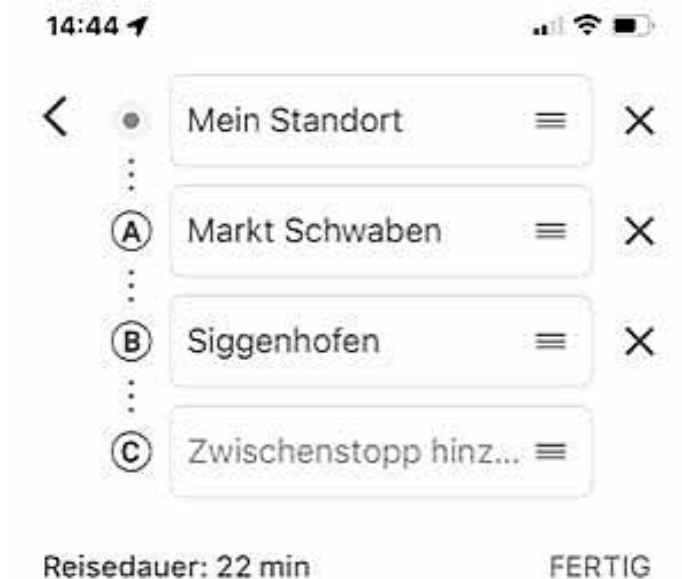 14:44
Mein Standort
A Markt Schwaben
B Siggenhofen
C Zwischenstopp hinz...
Reisedauer: 22 min FERTIG